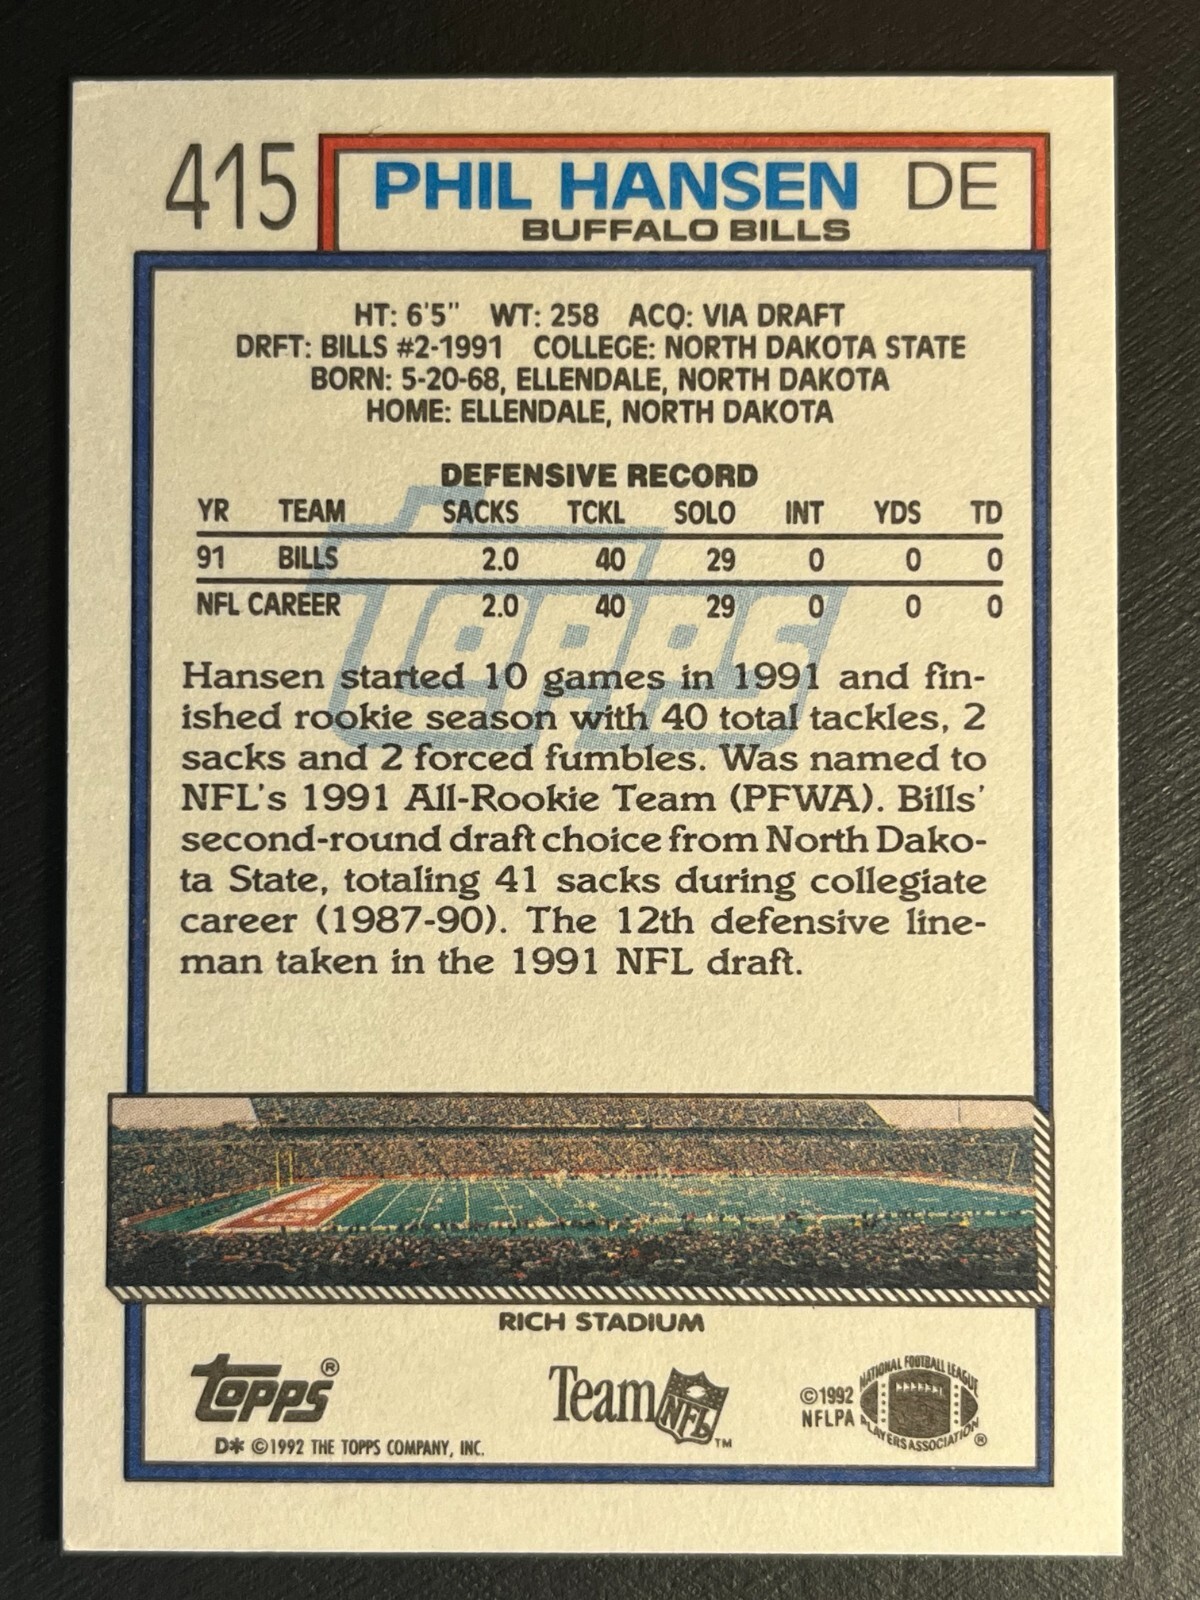 415
PHIL HANSEN DE
BUFFALO BILLS
HT: 6'5" WT: 258 ACQ: VIA DRAFT
DRFT: BILLS #2-1991 COLLEGE: NORTH DAKOTA STATE
BORN: 5-20-68, ELLENDALE, NORTH DAKOTA
HOME: ELLENDALE, NORTH DAKOTA
DEFENSIVE RECORD
YR TEAM SACKS TCKL SOLO INT YDS TD
91 BILLS 2.0 40 29 0 0 0
NFL CAREER 2.0 40 29 0 0 0
TOPPS
Hansen started 10 games in 1991 and fin-
ished rookie season with 40 total tackles, 2
sacks and 2 forced fumbles. Was named to
NFL's 1991 All-Rookie Team (PFWA). Bills'
second-round draft choice from North Dako-
ta State, totaling 41 sacks during collegiate
career (1987-90). The 12th defensive line-
man taken in the 1991 NFL draft.
RICH STADIUM
TOPPS®
D* ©1992 THE TOPPS COMPANY, INC.
Team NFL™
©1992
NFLPA
NATIONAL FOOTBALL LEAGUE
PLAYERS ASSOCIATION®